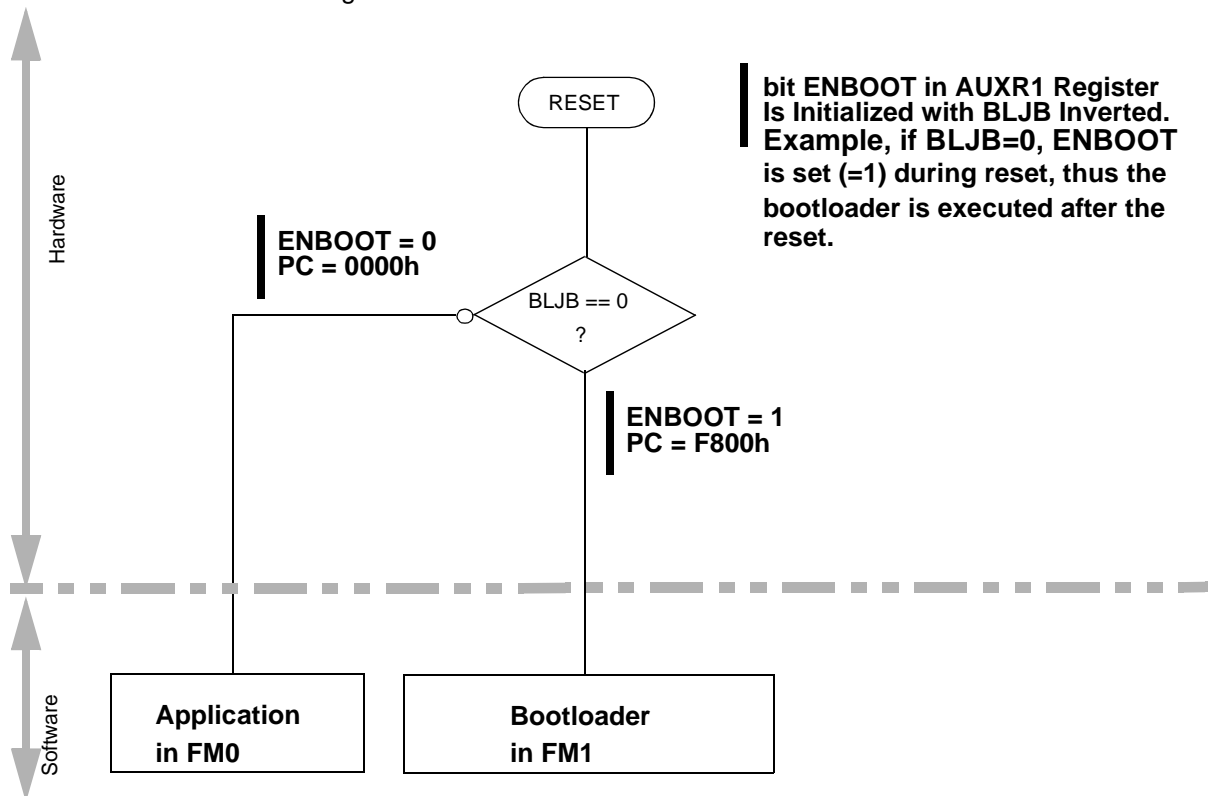 RESET
bit ENBOOT in AUXR1 Register
Is Initialized with BLJB Inverted.
Example, if BLJB=0, ENBOOT
is set (=1) during reset, thus the
bootloader is executed after the
reset.
Hardware
ENBOOT = 0
PC = 0000h
BLJB == 0
?
ENBOOT = 1
PC = F800h
Software
Application
in FM0
Bootloader
in FM1